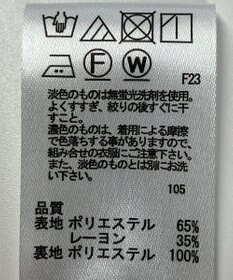 F W
F23
淡色のものは無蛍光洗剤を使用。
よくすすぎ、絞りの後すぐに干
すこと。
濃色のものは、着用による摩擦
で色落ちする事がありますので、
組み合せの衣服にご注意下さい。
また、淡色のものとは別にお洗
い下さい。
105
品質
表地 ポリエステル 65%
レーヨン 35%
裏地 ポリエステル 100%